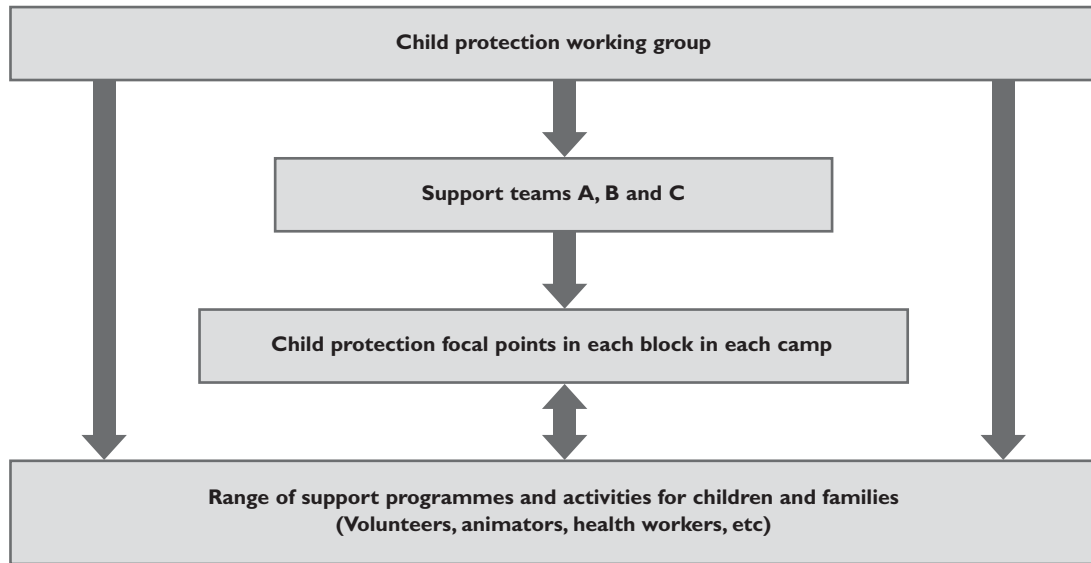 Child protection working group
Support teams A, B and C
Child protection focal points in each block in each camp
Range of support programmes and activities for children and families
(Volunteers, animators, health workers, etc)